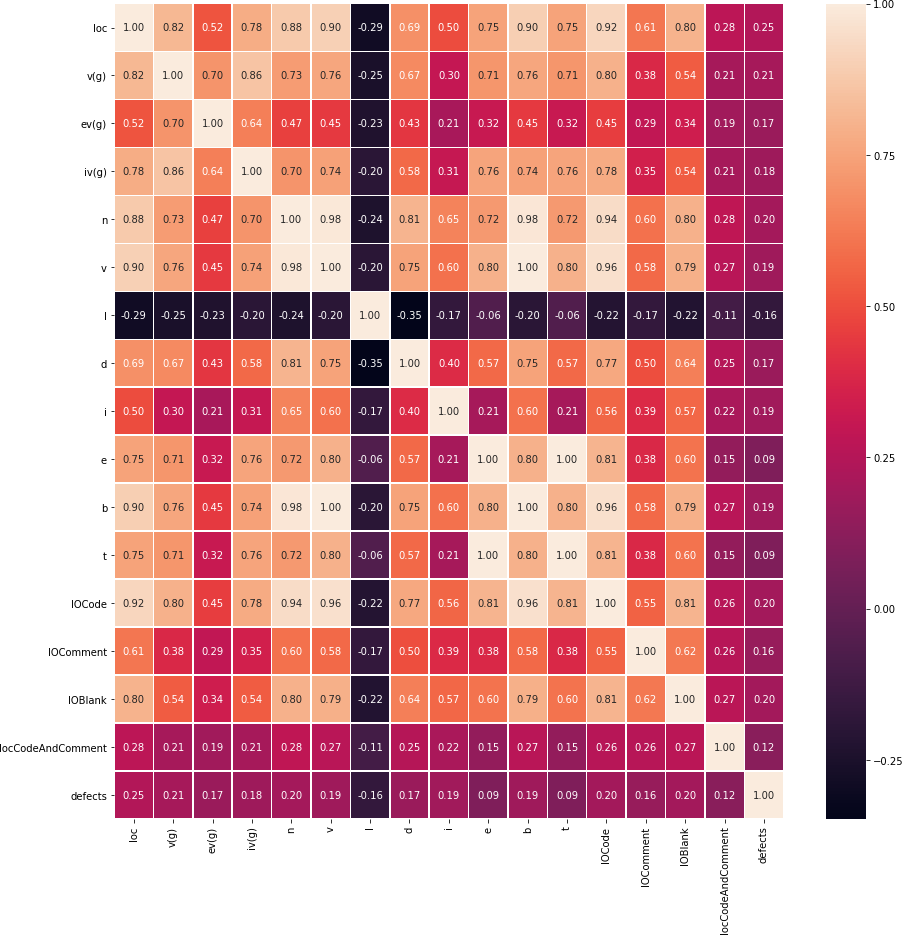 loc 1.00 0.82 0.52 0.78 0.88 0.90 -0.29 0.69 0.50 0.75 0.90 0.75 0.92 0.61 0.80 0.28 0.25
v(g) 0.82 1.00 0.70 0.86 0.73 0.76 -0.25 0.67 0.30 0.71 0.76 0.71 0.80 0.38 0.54 0.21 0.21
ev(g) 0.52 0.70 1.00 0.64 0.47 0.45 -0.23 0.43 0.21 0.32 0.45 0.32 0.45 0.29 0.34 0.19 0.17
iv(g) 0.78 0.86 0.64 1.00 0.70 0.74 -0.20 0.58 0.31 0.76 0.74 0.76 0.78 0.35 0.54 0.21 0.18
n 0.88 0.73 0.47 0.70 1.00 0.98 -0.24 0.81 0.65 0.72 0.98 0.72 0.94 0.60 0.80 0.28 0.20
v 0.90 0.76 0.45 0.74 0.98 1.00 -0.20 0.75 0.60 0.80 1.00 0.80 0.96 0.58 0.79 0.27 0.19
l -0.29 -0.25 -0.23 -0.20 -0.24 -0.20 1.00 -0.35 -0.17 -0.06 -0.20 -0.06 -0.22 -0.17 -0.22 -0.11 -0.16
d 0.69 0.67 0.43 0.58 0.81 0.75 -0.35 1.00 0.40 0.57 0.75 0.57 0.77 0.50 0.64 0.25 0.17
i 0.50 0.30 0.21 0.31 0.65 0.60 -0.17 0.40 1.00 0.21 0.60 0.21 0.56 0.39 0.57 0.22 0.19
e 0.75 0.71 0.32 0.76 0.72 0.80 -0.06 0.57 0.21 1.00 0.80 1.00 0.81 0.38 0.60 0.15 0.09
b 0.90 0.76 0.45 0.74 0.98 1.00 -0.20 0.75 0.60 0.80 1.00 0.80 0.96 0.58 0.79 0.27 0.19
t 0.75 0.71 0.32 0.76 0.72 0.80 -0.06 0.57 0.21 1.00 0.80 1.00 0.81 0.38 0.60 0.15 0.09
lOCode 0.92 0.80 0.45 0.78 0.94 0.96 -0.22 0.77 0.56 0.81 0.96 0.81 1.00 0.55 0.81 0.26 0.20
lOComment 0.61 0.38 0.29 0.35 0.60 0.58 -0.17 0.50 0.39 0.38 0.58 0.38 0.55 1.00 0.62 0.26 0.16
lOBlank 0.80 0.54 0.34 0.54 0.80 0.79 -0.22 0.64 0.57 0.60 0.79 0.60 0.81 0.62 1.00 0.27 0.20
locCodeAndComment 0.28 0.21 0.19 0.21 0.28 0.27 -0.11 0.25 0.22 0.15 0.27 0.15 0.26 0.26 0.27 1.00 0.12
defects 0.25 0.21 0.17 0.18 0.20 0.19 -0.16 0.17 0.19 0.09 0.19 0.09 0.20 0.16 0.20 0.12 1.00
loc v(g) ev(g) iv(g) n v l d i e b t lOCode lOComment lOBlank locCodeAndComment defects
1.00
0.75
0.50
0.25
0.00
−0.25